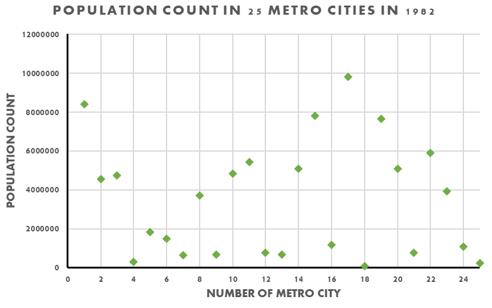 POPULATION COUNT IN 25 METRO CITIES IN 1982
12000000
10000000
8000000
6000000
4000000
2000000
0
POPULATION COUNT
0 2 4 6 8 10 12 14 16 18 20 22 24
NUMBER OF METRO CITY